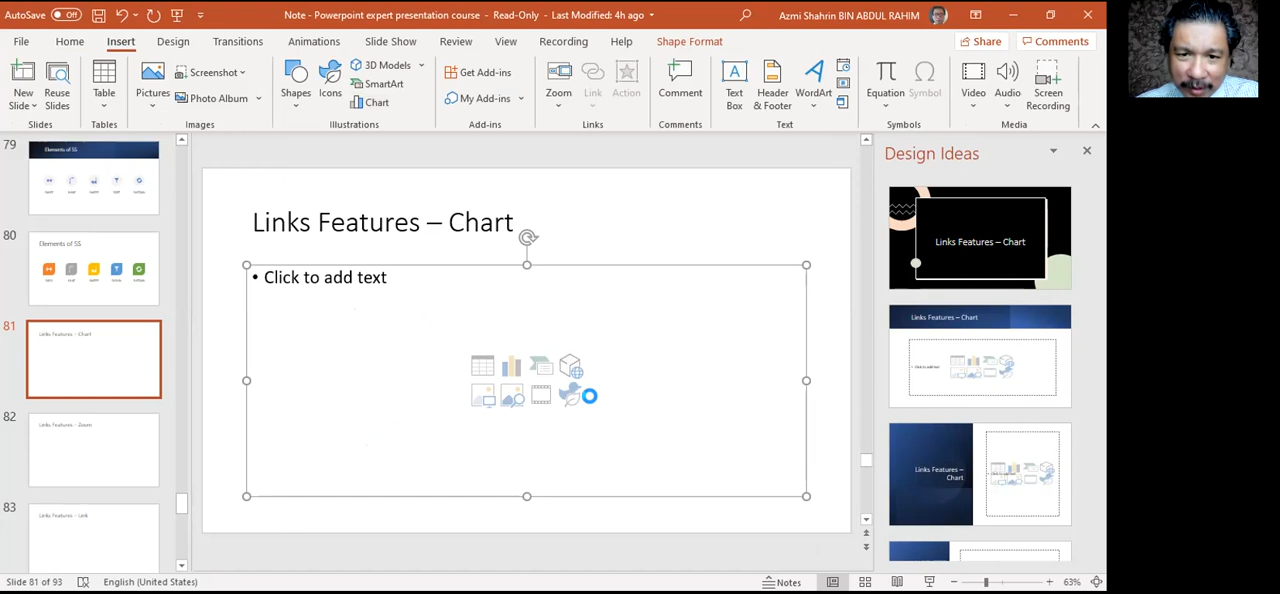 AutoSave Off
Note - Powerpoint expert presentation course - Read-Only - Last Modified: 4h ago
Azmi Shahrin BIN ABDUL RAHIM
File Home Insert Design Transitions Animations Slide Show Review View Recording Help Shape Format
Share Comments
New Slide
Reuse Slides
Table
Pictures
Screenshot
Photo Album
Shapes
Icons
3D Models
SmartArt
Chart
Get Add-ins
My Add-ins
Zoom
Link
Action
Comment
Text Box
Header & Footer
WordArt
Equation
Symbol
Video
Audio
Screen Recording
Slides Tables Images Illustrations Add-ins Links Comments Text Symbols Media
79
Elements of SS
80
Elements of SS
81
Links Features - Chart
82
Links Features - Zoom
83
Links Features - Link
Links Features – Chart
• Click to add text
Design Ideas
Links Features – Chart
Links Features – Chart
• Click to add text
Links Features –
Chart
Slide 81 of 93
English (United States)
Notes
63%